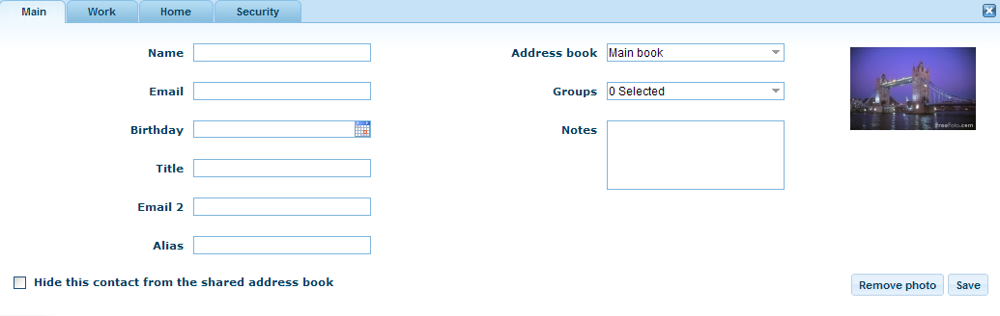 Main Work Home Security
Name
Email
Birthday
Title
Email 2
Alias
Address book Main book
Groups 0 Selected
Notes
freefoto.com
Hide this contact from the shared address book
Remove photo Save